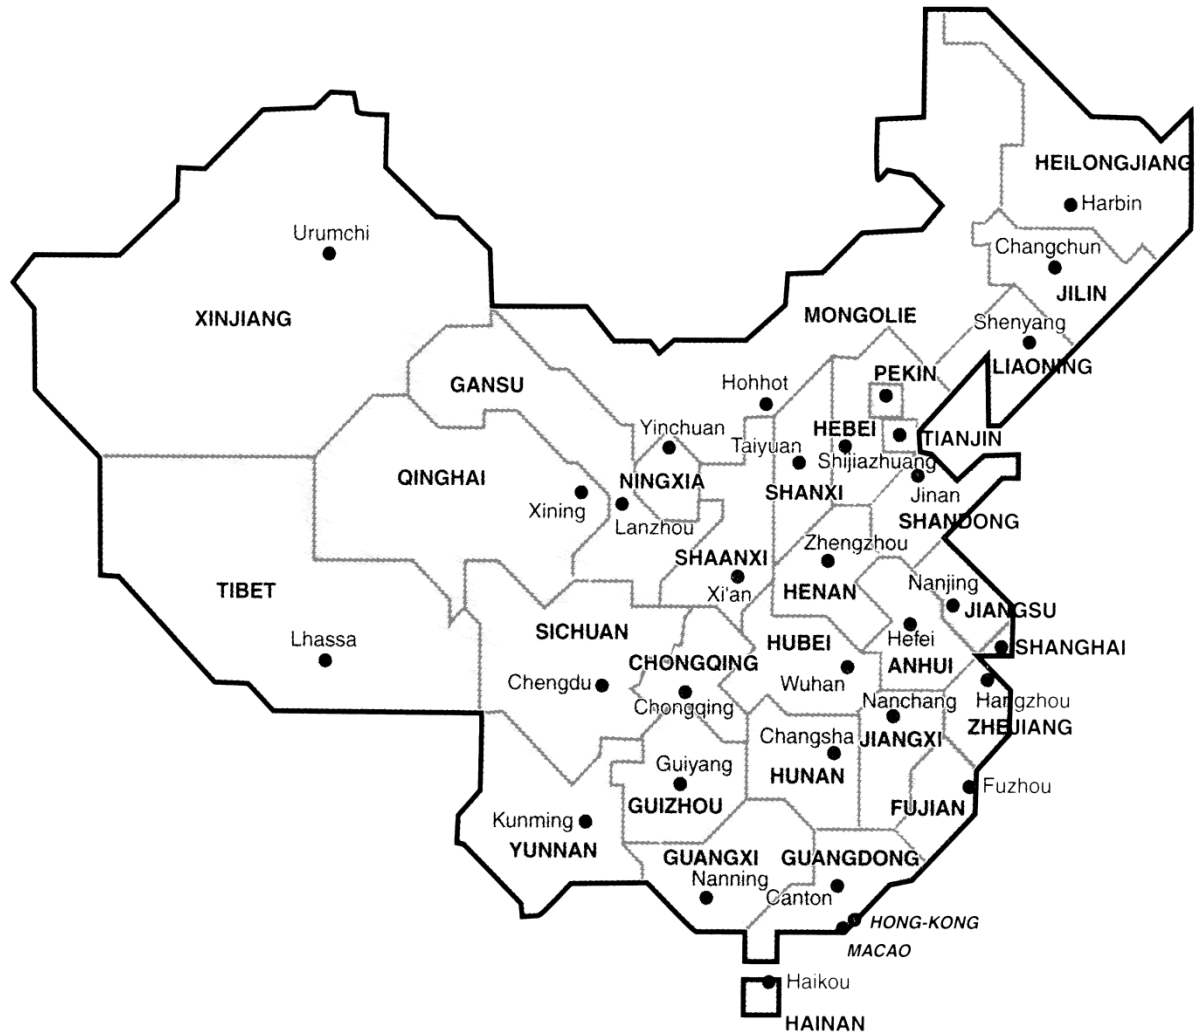 HEILONGJIANG
Harbin
Urumchi
Changchun
JILIN
XINJIANG
MONGOLIE
Shenyang
LIAONING
PEKIN
GANSU
Hohhot
Yinchuan
HEBEI
TIANJIN
Taiyuan
Shijiazhuang
QINGHAI
NINGXIA
SHANXI
Jinan
Xining
Lanzhou
SHANDONG
Zhengzhou
SHAANXI
Xi'an
HENAN
Nanjing
TIBET
JIANGSU
SICHUAN
Lhassa
HUBEI
Hefei
SHANGHAI
CHONGQING
ANHUI
Chengdu
Wuhan
Chongqing
Nanchang
Hangzhou
ZHEJIANG
Changsha
JIANGXI
Guiyang
HUNAN
Fuzhou
GUIZHOU
FUJIAN
Kunming
YUNNAN
GUANGXI
GUANGDONG
Nanning
Canton
HONG-KONG
MACAO
Haikou
HAINAN